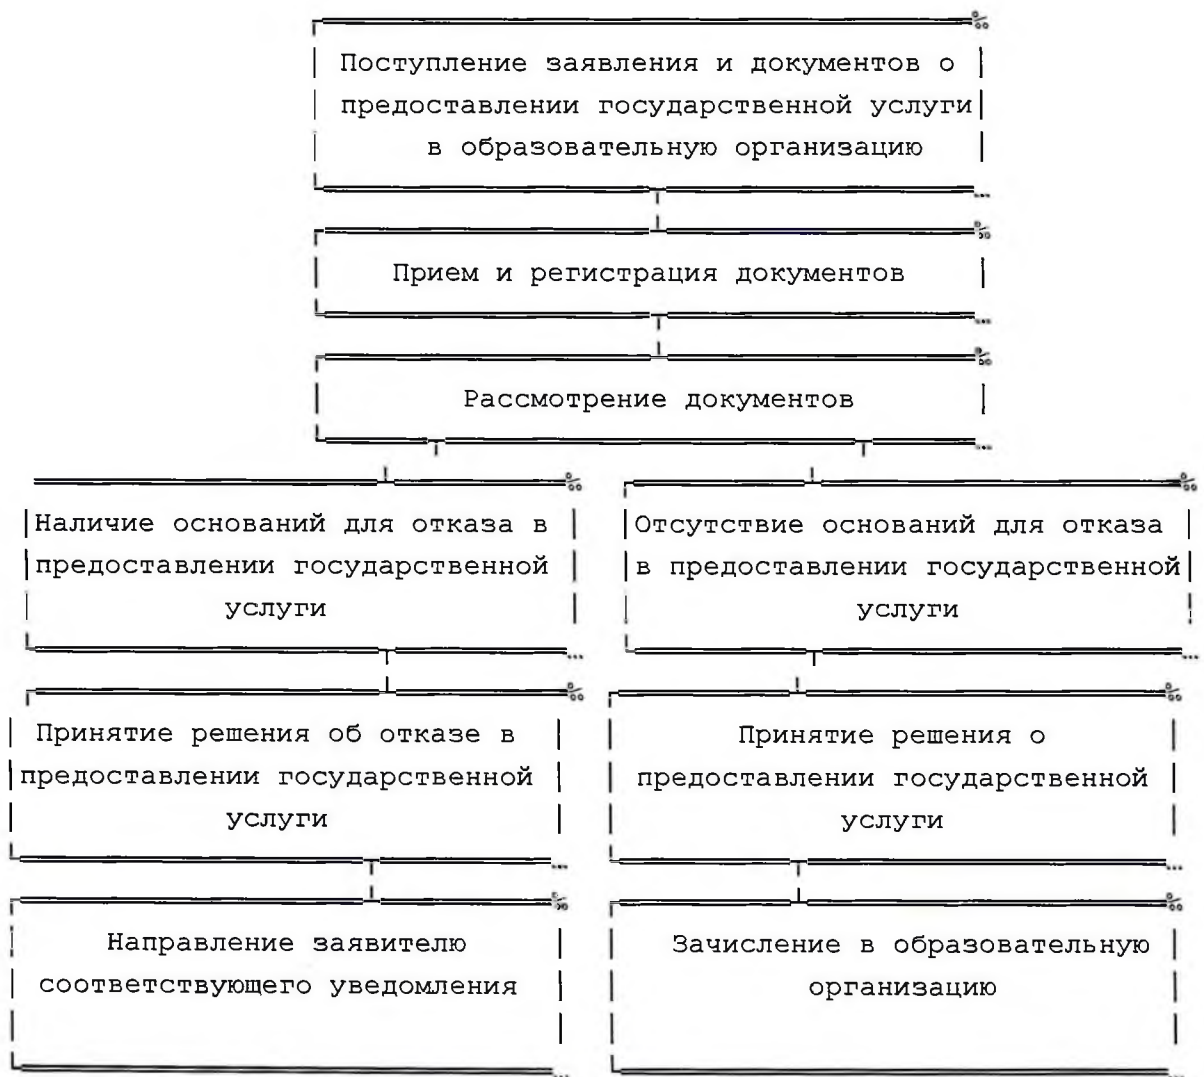 Поступление заявления и документов о
предоставлении государственной услуги
в образовательную организацию
Прием и регистрация документов
Рассмотрение документов
Наличие оснований для отказа в
предоставлении государственной
услуги
Отсутствие оснований для отказа
в предоставлении государственной
услуги
Принятие решения об отказе в
предоставлении государственной
услуги
Принятие решения о
предоставлении государственной
услуги
Направление заявителю
соответствующего уведомления
Зачисление в образовательную
организацию